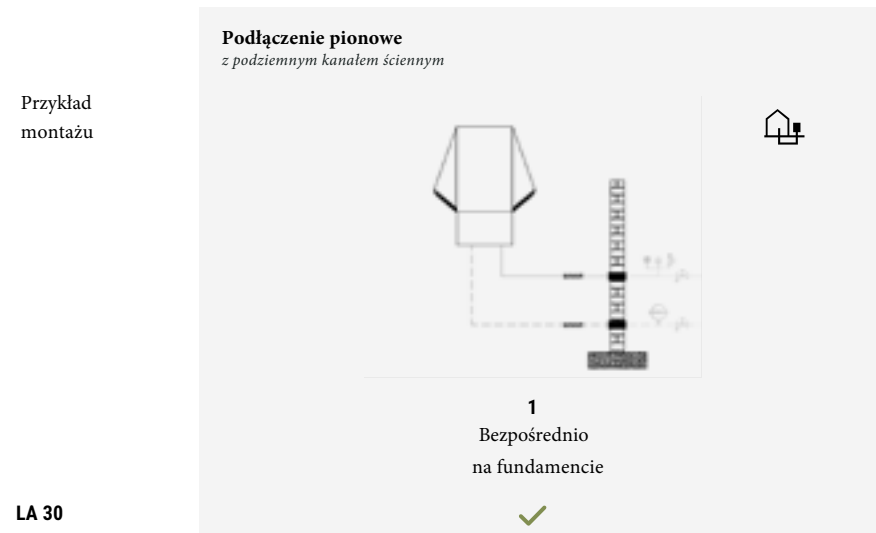 Podłączenie pionowe
z podziemnym kanałem ściennym
Przykład
montażu
1
Bezpośrednio
na fundamencie
LA 30